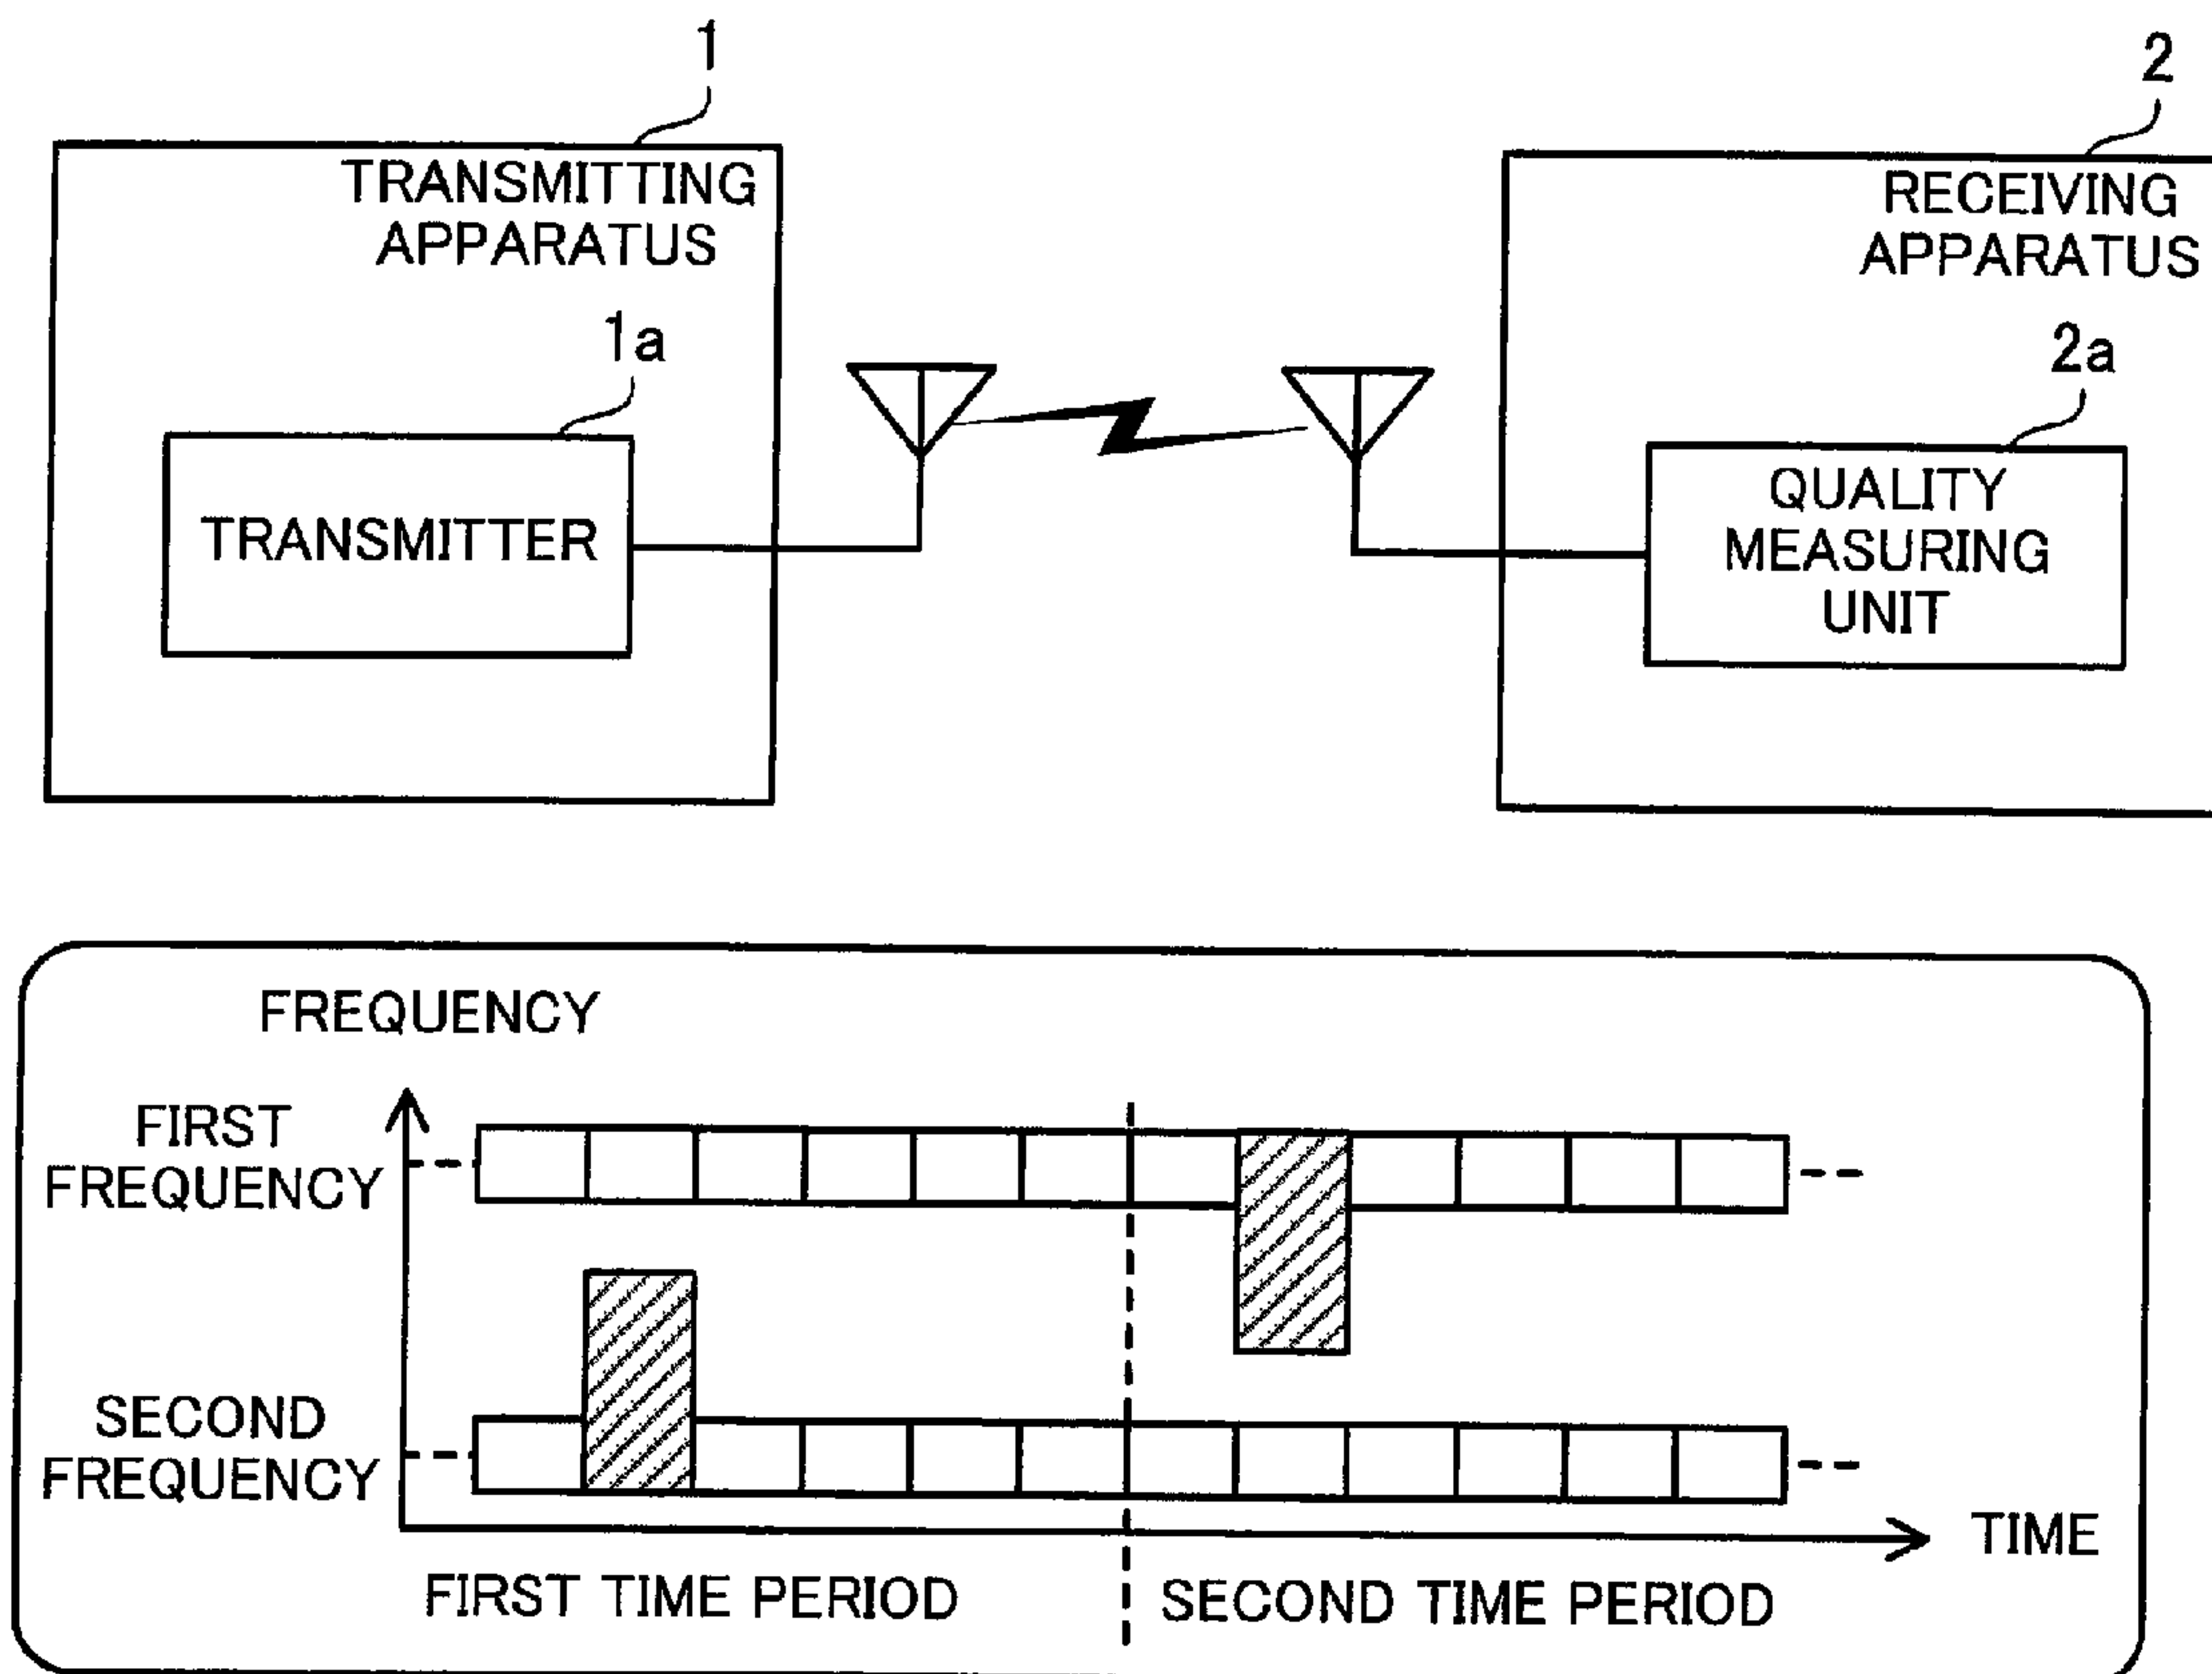 1
2
TRANSMITTING
APPARATUS
RECEIVING
APPARATUS
1a
2a
TRANSMITTER
QUALITY
MEASURING
UNIT
FREQUENCY
FIRST
FREQUENCY
SECOND
FREQUENCY
TIME
FIRST TIME PERIOD
SECOND TIME PERIOD